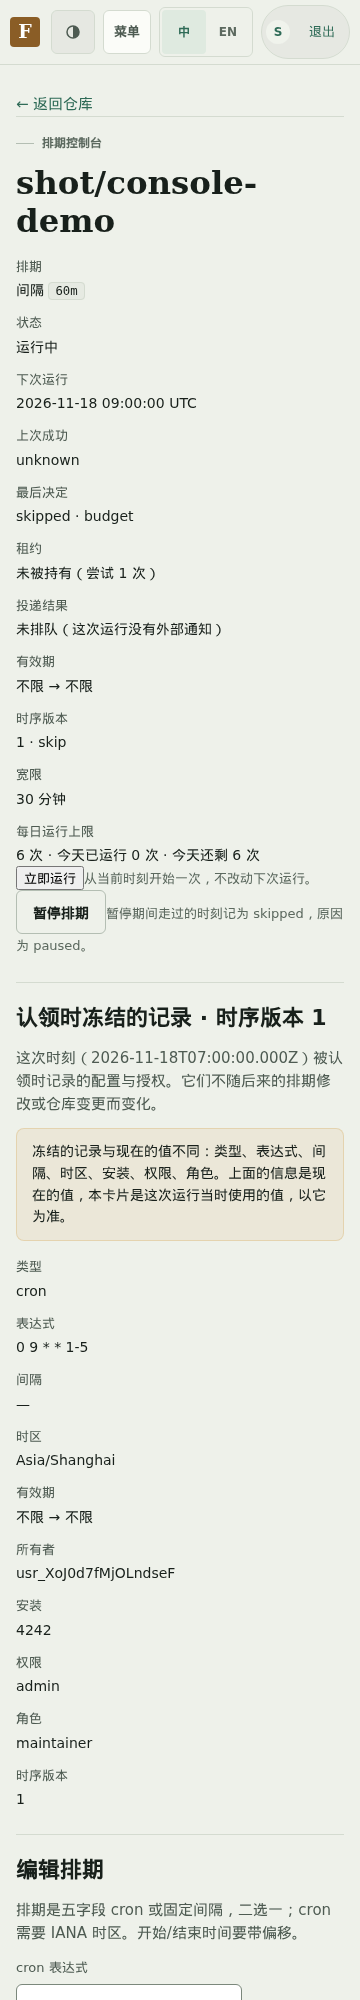 F 菜单 中 EN S 退出
← 返回仓库
排期控制台
shot/console-
demo
排期
间隔 60m
状态
运行中
下次运行
2026-11-18 09:00:00 UTC
上次成功
unknown
最后决定
skipped · budget
租约
未被持有（尝试 1 次）
投递结果
未排队（这次运行没有外部通知）
有效期
不限 → 不限
时序版本
1 · skip
宽限
30 分钟
每日运行上限
6 次 · 今天已运行 0 次 · 今天还剩 6 次
立即运行 从当前时刻开始一次，不改动下次运行。
暂停排期 暂停期间走过的时刻记为 skipped，原因
为 paused。
认领时冻结的记录 · 时序版本 1
这次时刻（2026-11-18T07:00:00.000Z）被认
领时记录的配置与授权。它们不随后来的排期修
改或仓库变更而变化。
冻结的记录与现在的值不同：类型、表达式、间
隔、时区、安装、权限、角色。上面的信息是现
在的值，本卡片是这次运行当时使用的值，以它
为准。
类型
cron
表达式
0 9 * * 1-5
间隔
—
时区
Asia/Shanghai
有效期
不限 → 不限
所有者
usr_XoJ0d7fMjOLndseF
安装
4242
权限
admin
角色
maintainer
时序版本
1
编辑排期
排期是五字段 cron 或固定间隔，二选一；cron
需要 IANA 时区。开始/结束时间要带偏移。
cron 表达式